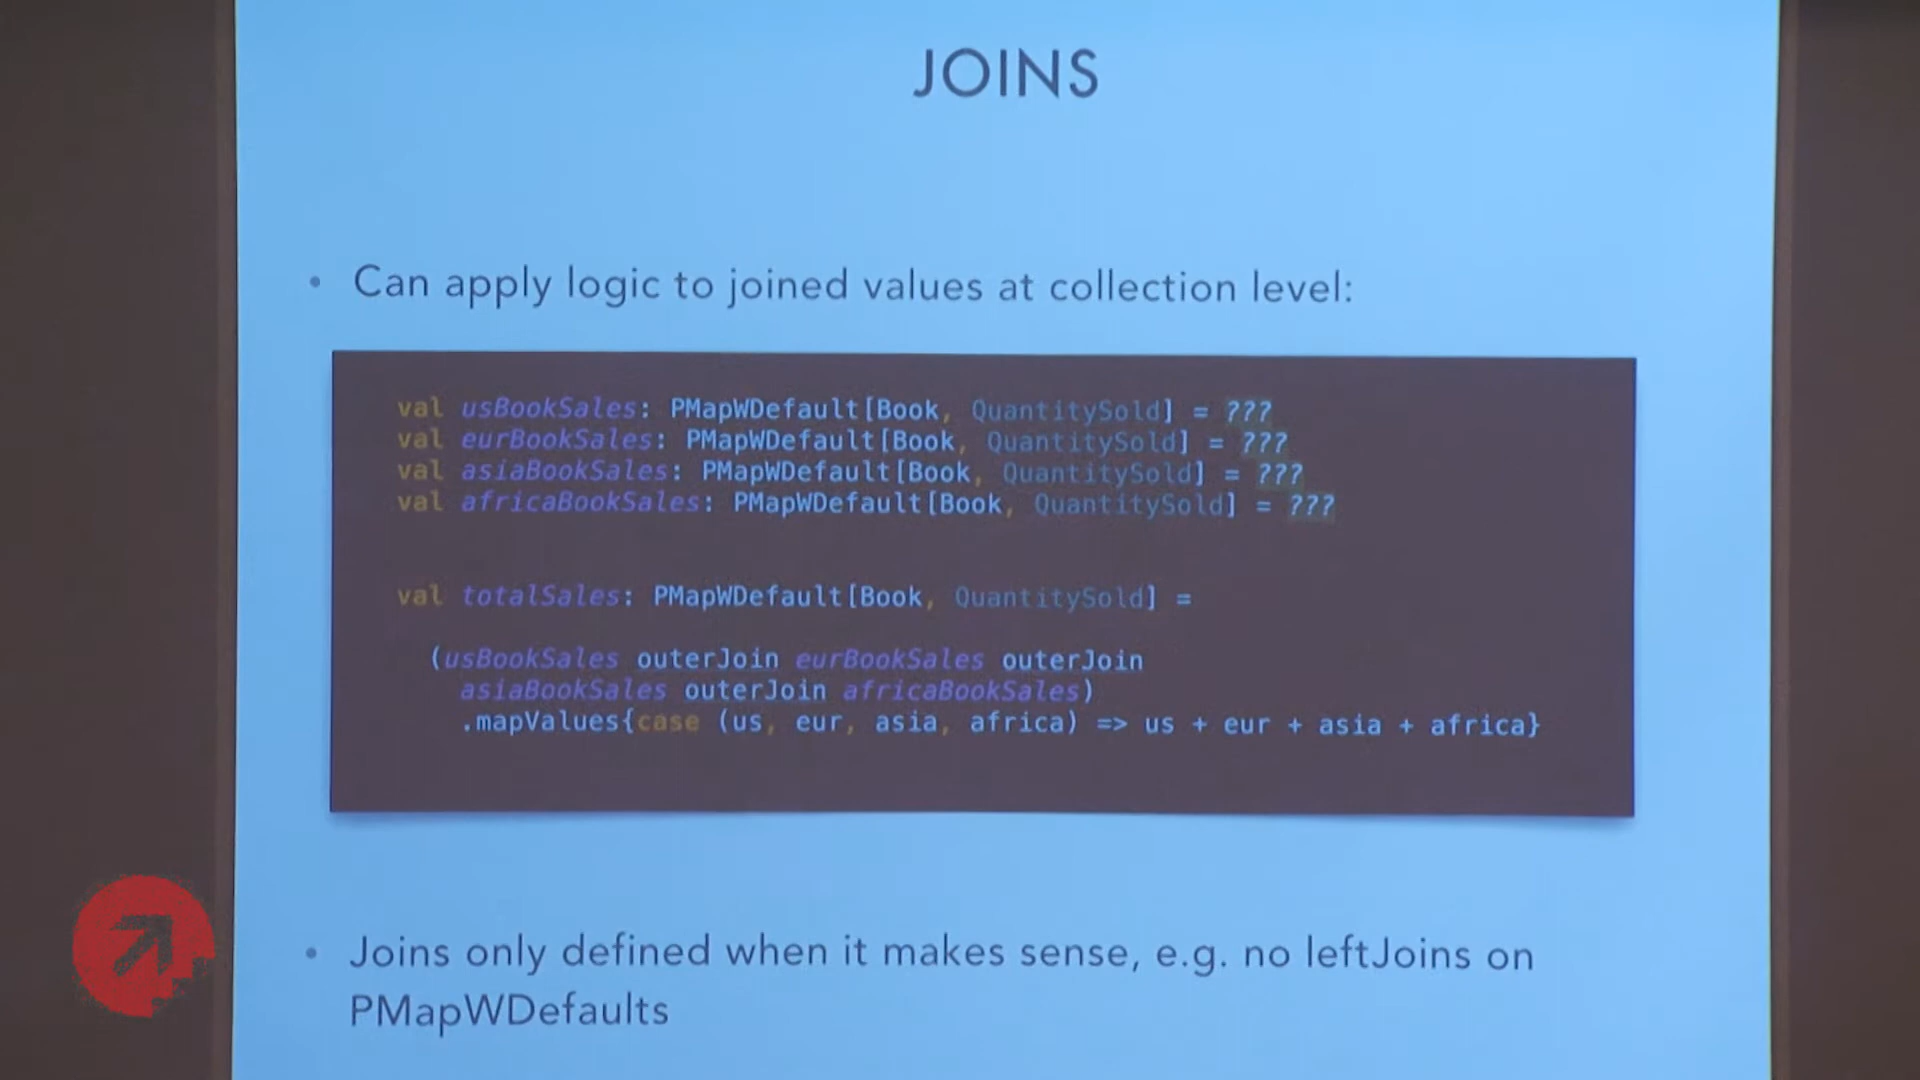 JOINS
• Can apply logic to joined values at collection level:
val usBookSales: PMapWDefault[Book, QuantitySold] = ???
val eurBookSales: PMapWDefault[Book, QuantitySold] = ???
val asiaBookSales: PMapWDefault[Book, QuantitySold] = ???
val africaBookSales: PMapWDefault[Book, QuantitySold] = ???
val totalSales: PMapWDefault[Book, QuantitySold] =
(usBookSales outerJoin eurBookSales outerJoin
asiaBookSales outerJoin africaBookSales)
.mapValues{case (us, eur, asia, africa) => us + eur + asia + africa}
• Joins only defined when it makes sense, e.g. no leftJoins on
PMapWDefaults